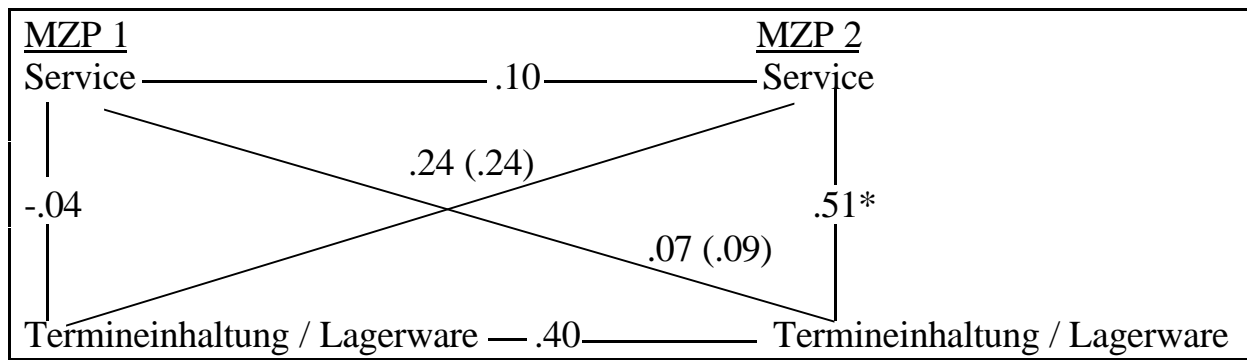 MZP 1 MZP 2
Service .10 Service
.24 (.24)
-.04 .51*
.07 (.09)
Termineinhaltung / Lagerware .40 Termineinhaltung / Lagerware